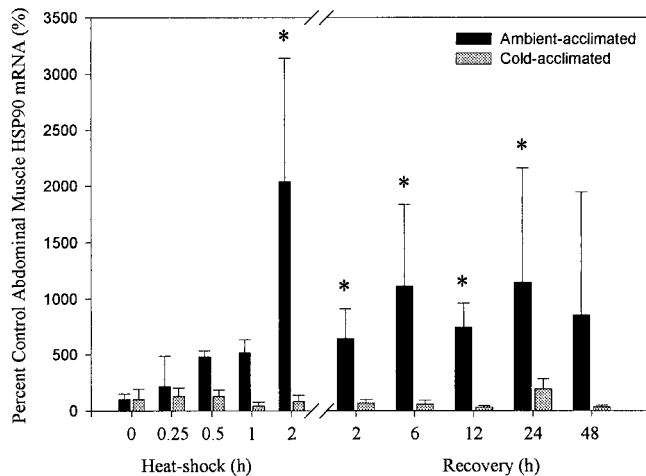 Percent Control Abdominal Muscle HSP90 mRNA (%)
3500
3000
2500
2000
1500
1000
500
0
Ambient-acclimated
Cold-acclimated
*
*
*
*
*
0 0.25 0.5 1 2 2 6 12 24 48
Heat-shock (h) Recovery (h)